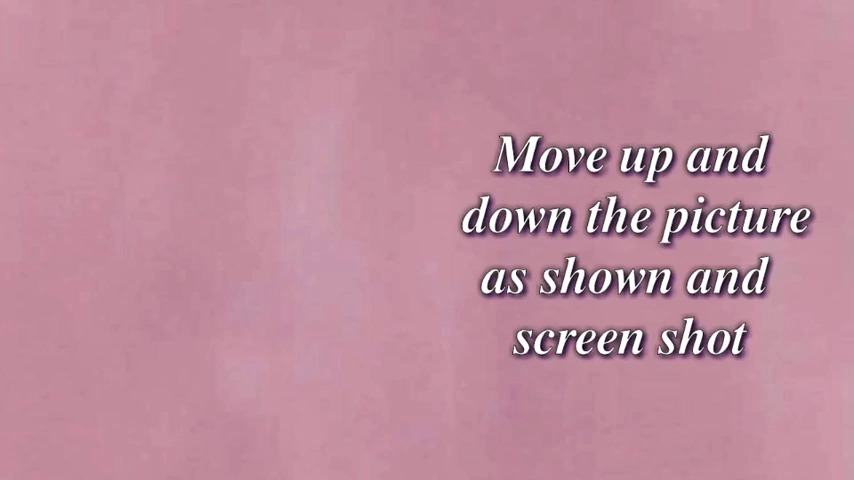 Move up and
down the picture
as shown and
screen shot